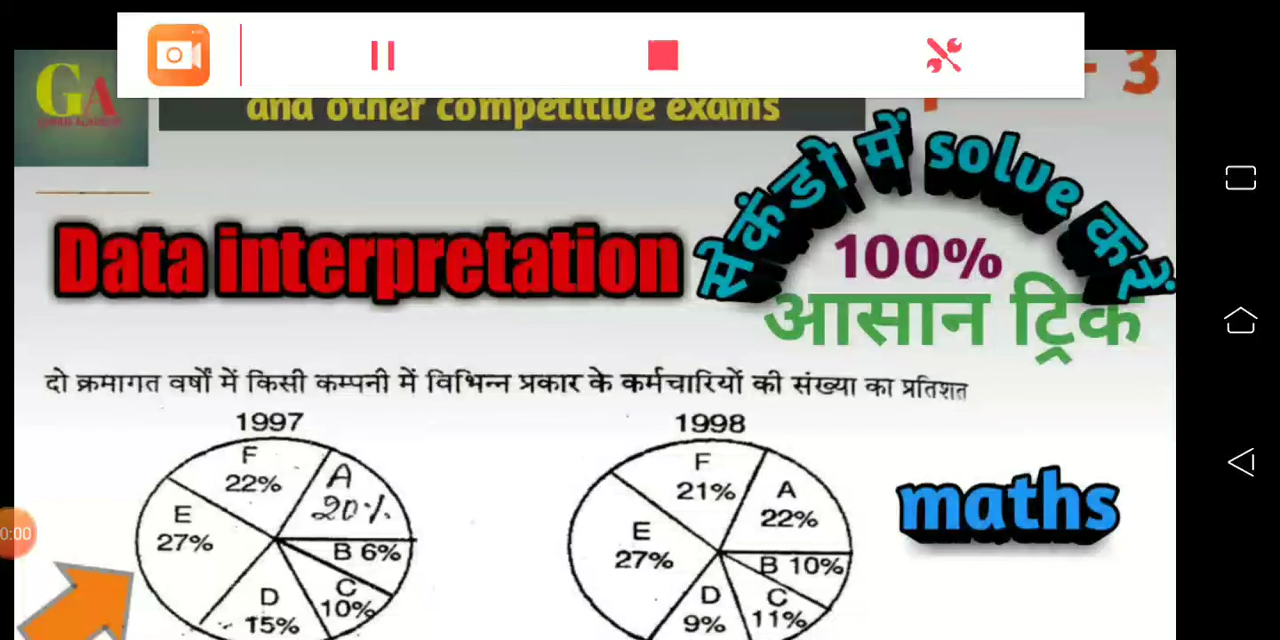 GA
- 3
and other competitive exams
सेकंडो में solve करें
Data interpretation
100%
आसान ट्रिक
दो क्रमागत वर्षों में किसी कम्पनी में विभिन्न प्रकार के कर्मचारियों की संख्या का प्रतिशत
1997
1998
F
22%
A
20%
E
27%
B 6%
C
10%
D
15%
F
21%
A
22%
E
27%
B 10%
C
11%
D
9%
maths
00:00